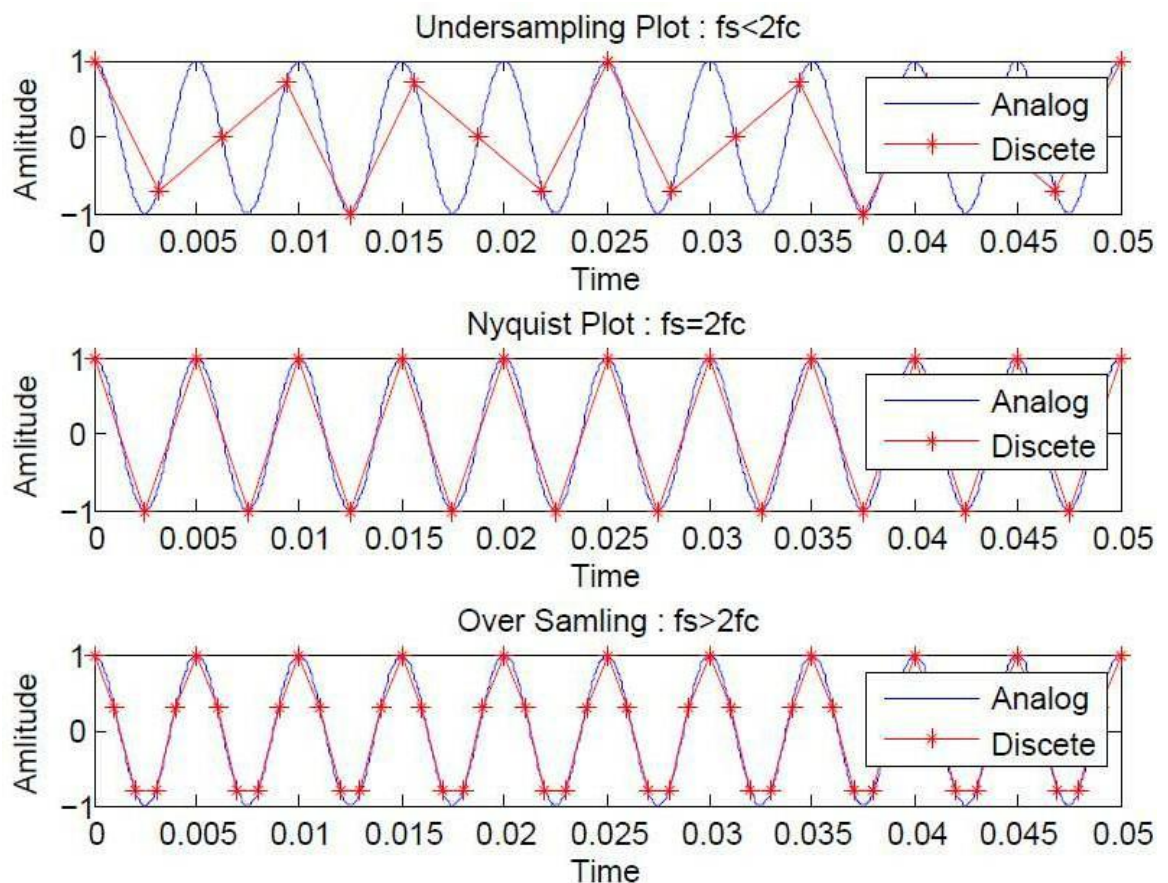 Undersampling Plot : fs<2fc
Amlitude
1
0
−1
Analog
Discete
0 0.005 0.01 0.015 0.02 0.025 0.03 0.035 0.04 0.045 0.05
Time
Nyquist Plot : fs=2fc
Amlitude
1
0
−1
Analog
Discete
0 0.005 0.01 0.015 0.02 0.025 0.03 0.035 0.04 0.045 0.05
Time
Over Samling : fs>2fc
Amlitude
1
0
−1
Analog
Discete
0 0.005 0.01 0.015 0.02 0.025 0.03 0.035 0.04 0.045 0.05
Time